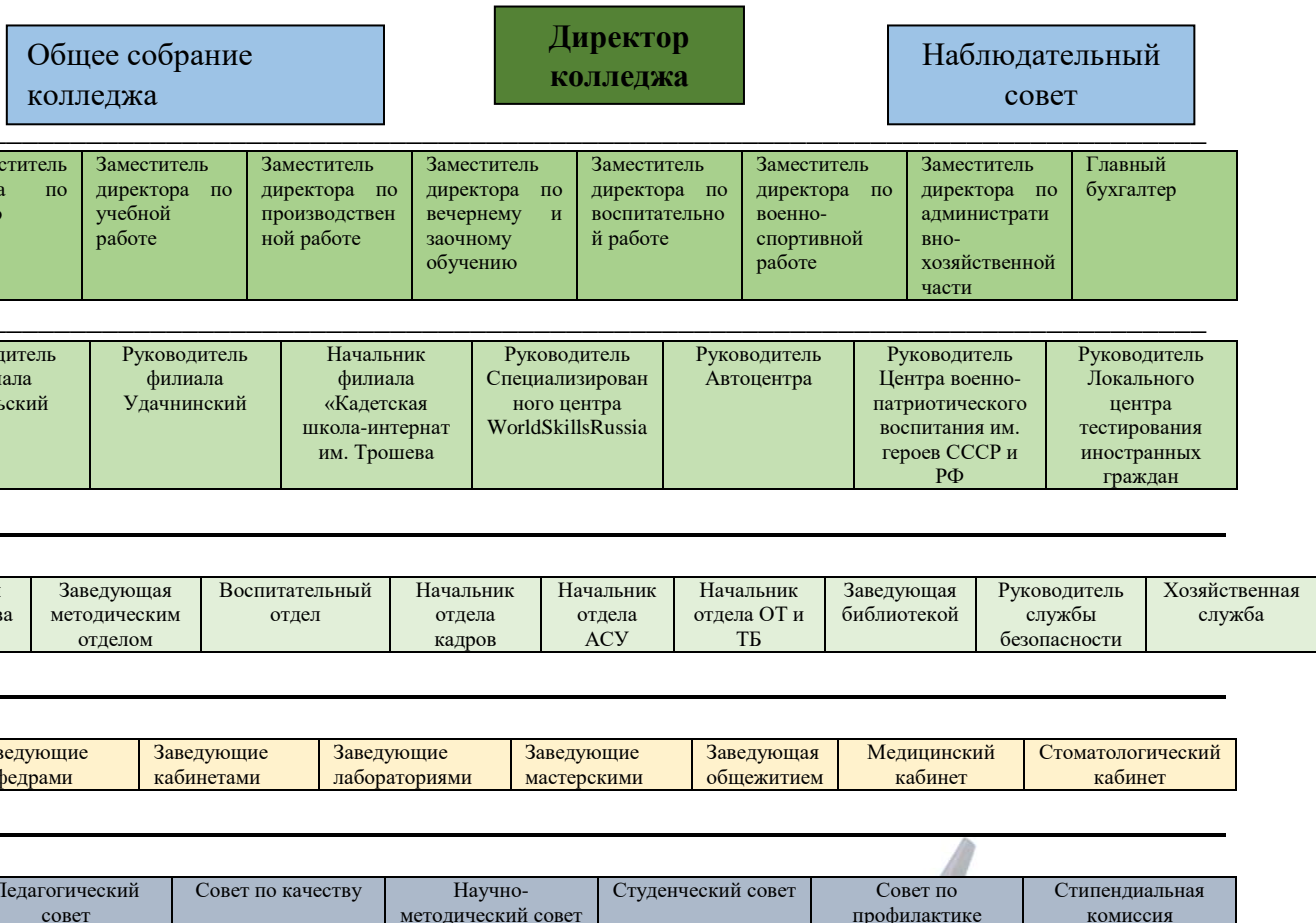 Общее собрание
колледжа
Директор
колледжа
Наблюдательный
совет
по
Заместитель
директора по
учебной
работе
Заместитель
директора по
производствен
ной работе
Заместитель
директора по
вечернему и
заочному
обучению
Заместитель
директора по
воспитательно
й работе
Заместитель
директора по
военно-
спортивной
работе
Заместитель
директора по
администрати
вно-
хозяйственной
части
Главный
бухгалтер
Руководитель
филиала
Удачнинский
Начальник
филиала
«Кадетская
школа-интернат
им. Трошева
Руководитель
Специализирован
ного центра
WorldSkillsRussia
Руководитель
Автоцентра
Руководитель
Центра военно-
патриотического
воспитания им.
героев СССР и
РФ
Руководитель
Локального
центра
тестирования
иностранных
граждан
Заведующая
методическим
отделом
Воспитательный
отдел
Начальник
отдела
кадров
Начальник
отдела
АСУ
Начальник
отдела ОТ и
ТБ
Заведующая
библиотекой
Руководитель
службы
безопасности
Хозяйственная
служба
Заведующие
кабинетами
Заведующие
лабораториями
Заведующие
мастерскими
Заведующая
общежитием
Медицинский
кабинет
Стоматологический
кабинет
Педагогический
совет
Совет по качеству
Научно-
методический совет
Студенческий совет
Совет по
профилактике
Стипендиальная
комиссия